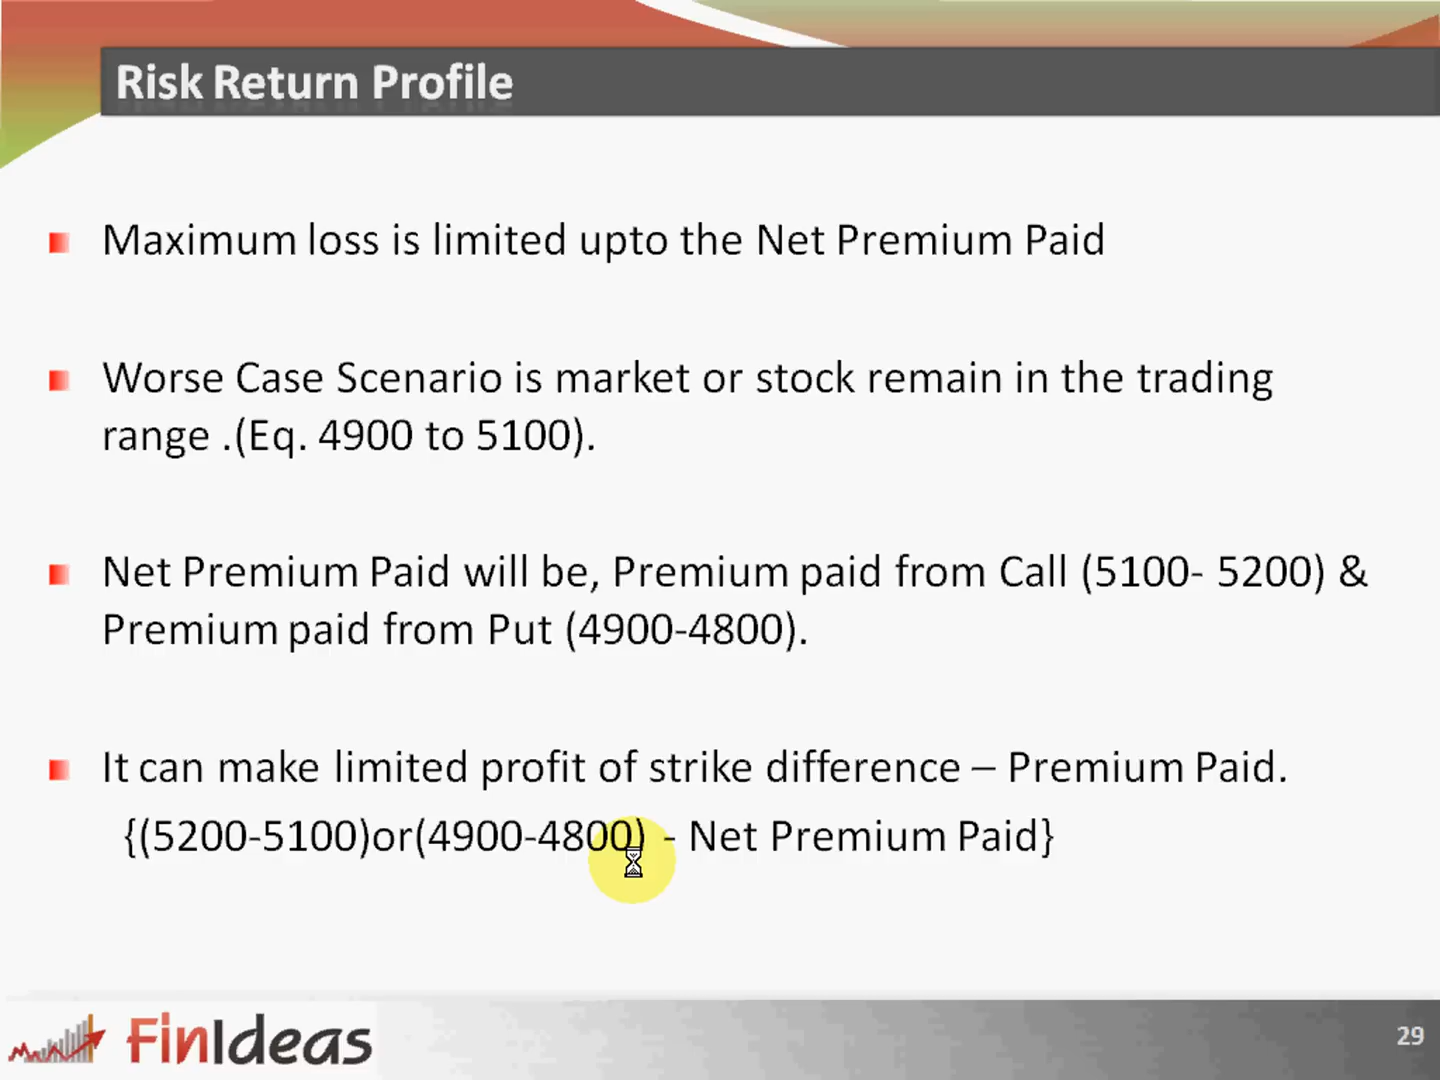 Risk Return Profile
Maximum loss is limited upto the Net Premium Paid
Worse Case Scenario is market or stock remain in the trading
range .(Eq. 4900 to 5100).
Net Premium Paid will be, Premium paid from Call (5100- 5200) &
Premium paid from Put (4900-4800).
It can make limited profit of strike difference – Premium Paid.
{(5200-5100)or(4900-4800) - Net Premium Paid}
FinIdeas
29